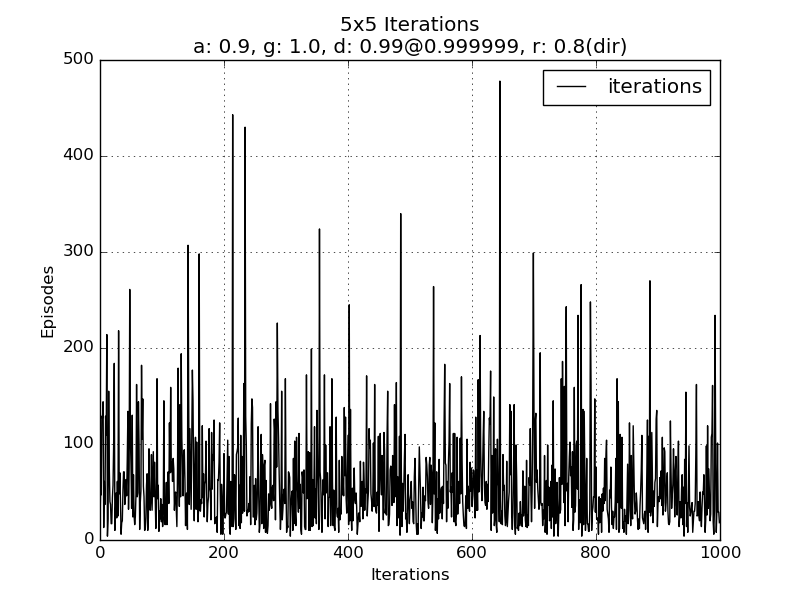 5x5 Iterations
a: 0.9, g: 1.0, d: 0.99@0.999999, r: 0.8(dir)
500
iterations
400
300
Episodes
200
100
0
0 200 400 600 800 1000
Iterations